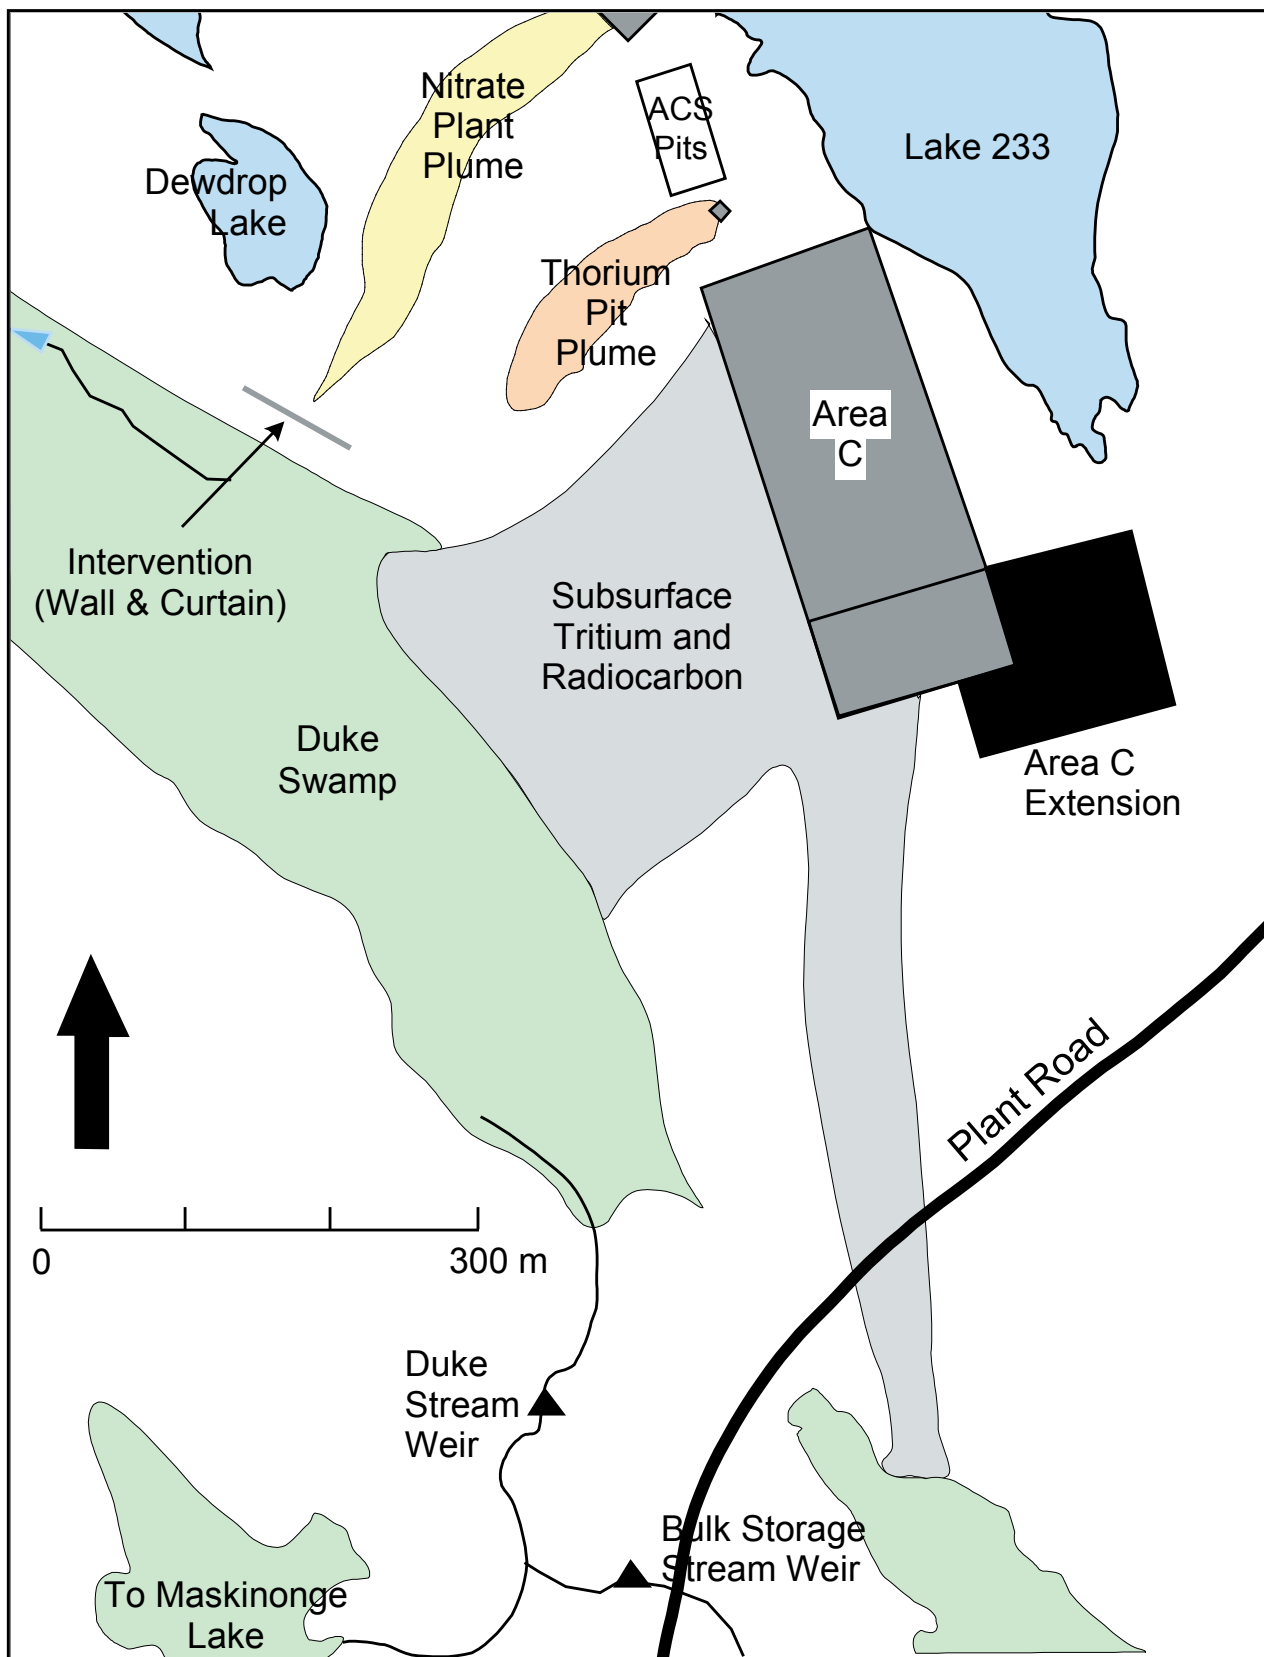 Nitrate
Plant
Plume
ACS
Pits
Lake 233
Dewdrop
Lake
Thorium
Pit
Plume
Area
C
Intervention
(Wall & Curtain)
Subsurface
Tritium and
Radiocarbon
Duke
Swamp
Area C
Extension
Plant Road
0
300 m
Duke
Stream
Weir
Bulk Storage
Stream Weir
To Maskinonge
Lake